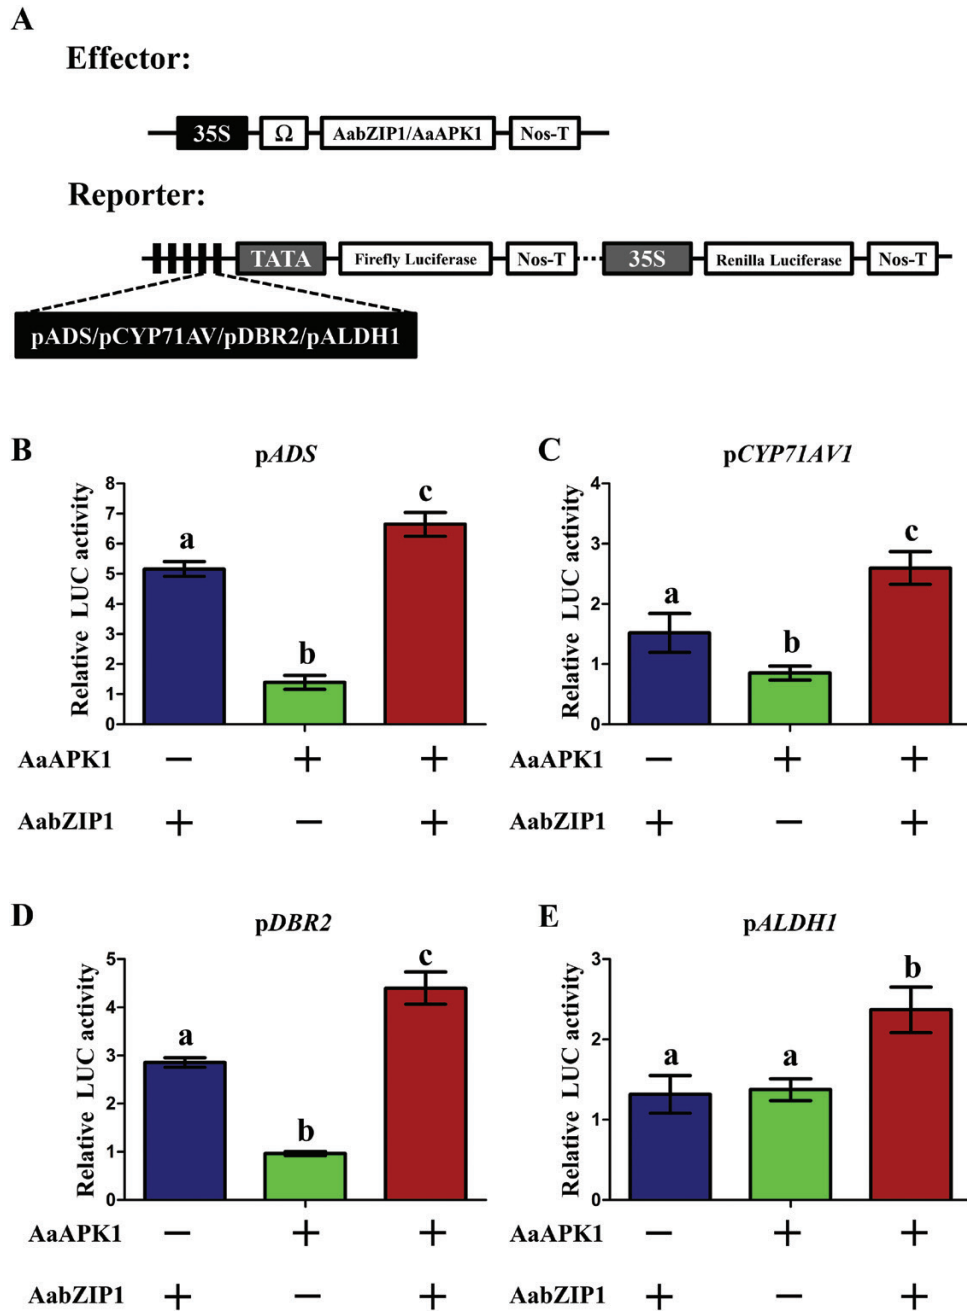 A
Effector:
35S Ω AabZIP1/AaAPK1 Nos-T
Reporter:
TATA Firefly Luciferase Nos-T 35S Renilla Luciferase Nos-T
pADS/pCYP71AV/pDBR2/pALDH1
B
pADS
Relative LUC activity
8
7
6
5
4
3
2
1
0
a
b
c
AaAPK1 − + +
AabZIP1 + − +
C
pCYP71AV1
Relative LUC activity
4
3
2
1
0
a
b
c
AaAPK1 − + +
AabZIP1 + − +
D
pDBR2
Relative LUC activity
5
4
3
2
1
0
a
b
c
AaAPK1 − + +
AabZIP1 + − +
E
pALDH1
Relative LUC activity
3
2
1
0
a
a
b
AaAPK1 − + +
AabZIP1 + − +